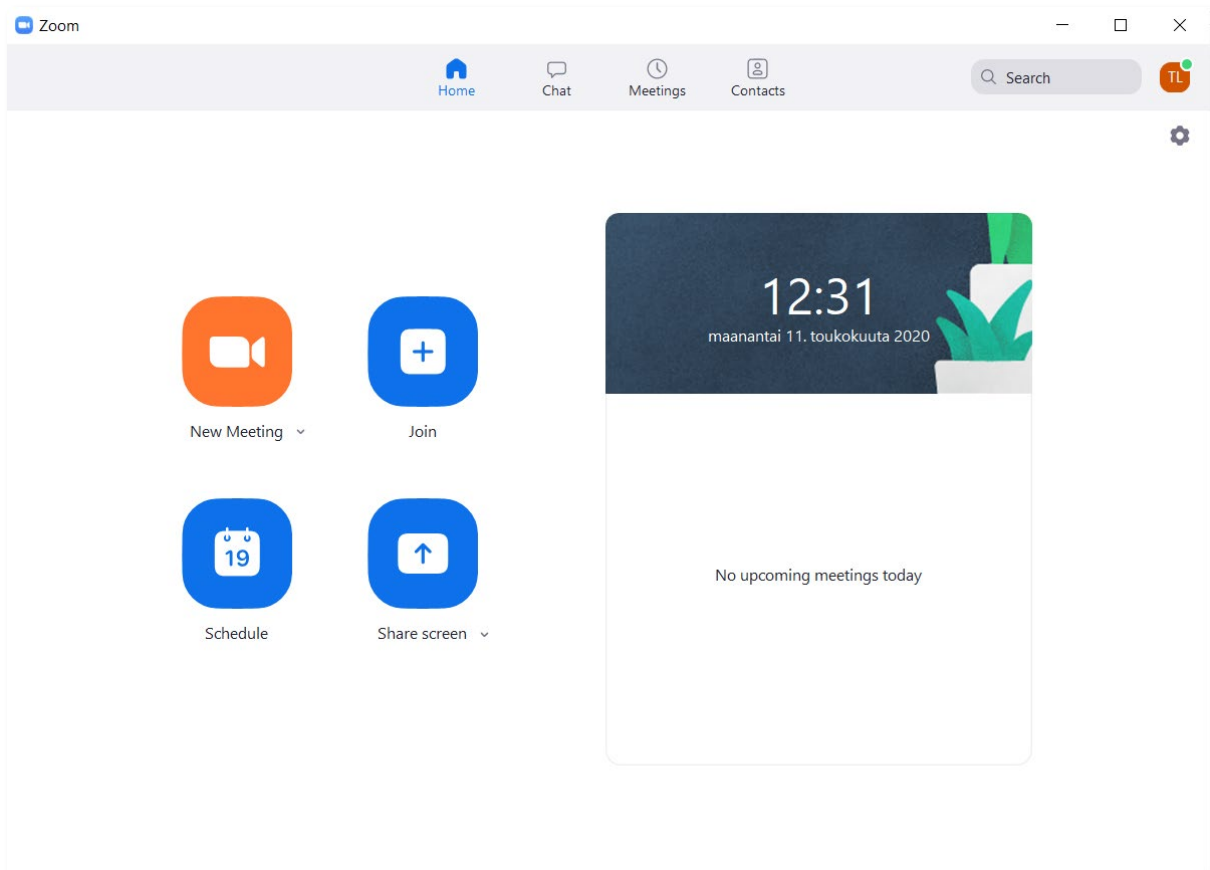 Zoom
Home
Chat
Meetings
Contacts
Search
TL
12:31
maanantai 11. toukokuuta 2020
New Meeting
Join
19
Schedule
Share screen
No upcoming meetings today